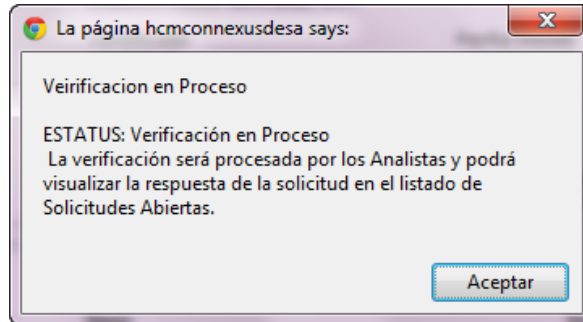 La página hcmconnexusdesa says:
Veirificacion en Proceso
ESTATUS: Verificación en Proceso
La verificación será procesada por los Analistas y podrá
visualizar la respuesta de la solicitud en el listado de
Solicitudes Abiertas.
Aceptar